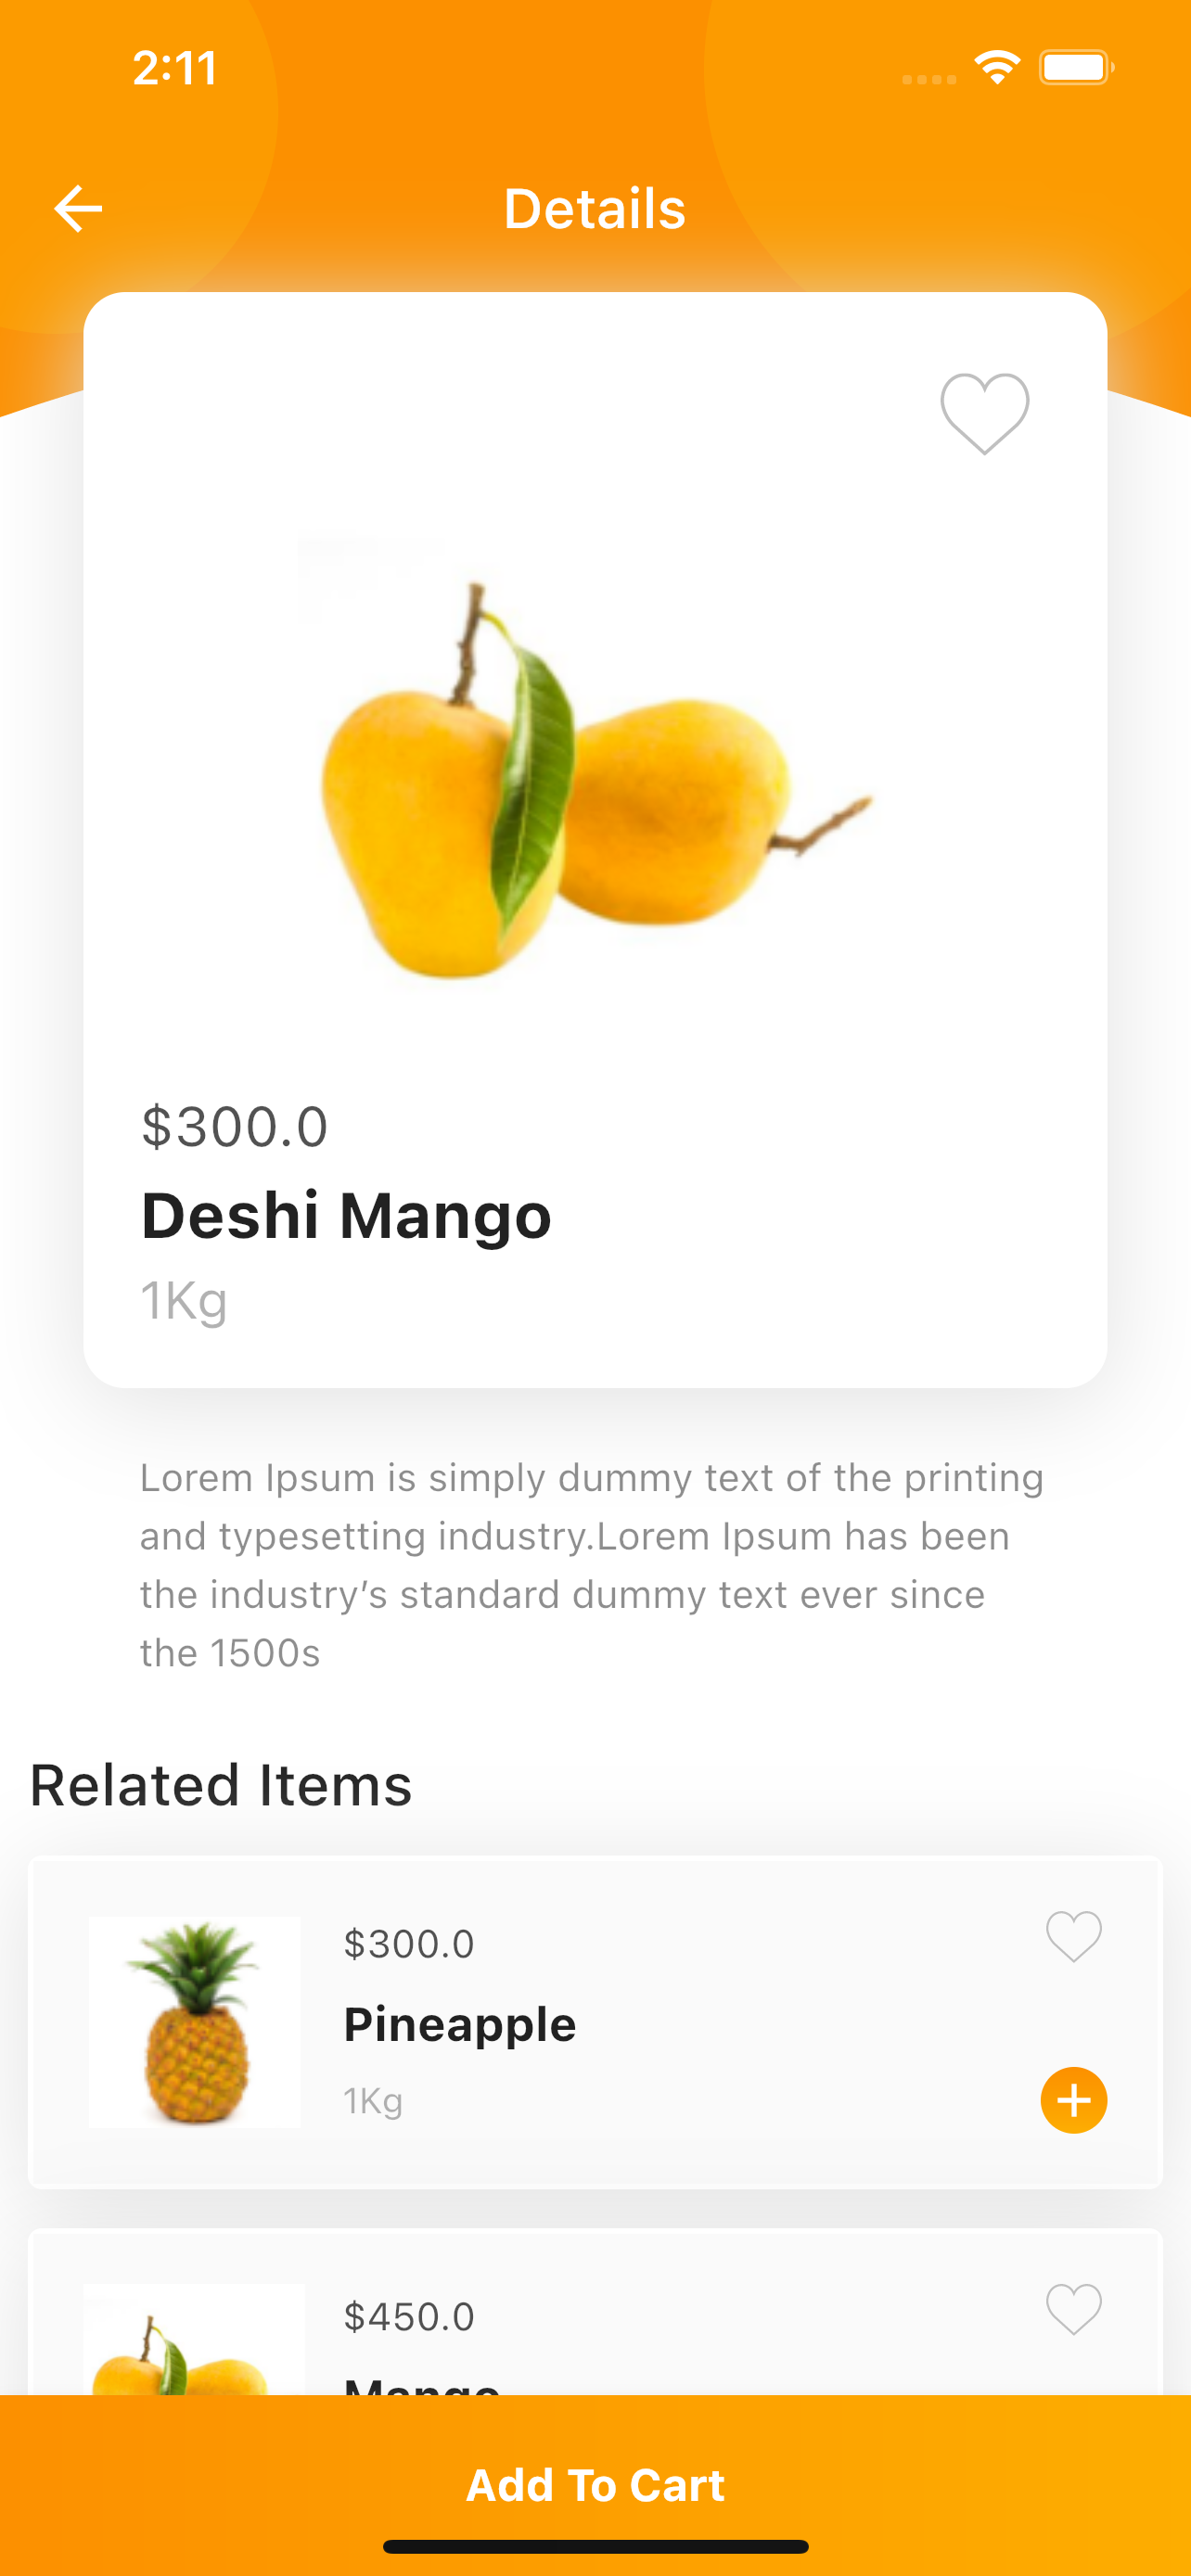 2:11
Details
$300.0
Deshi Mango
1Kg
Lorem Ipsum is simply dummy text of the printing
and typesetting industry.Lorem Ipsum has been
the industry’s standard dummy text ever since
the 1500s
Related Items
$300.0
Pineapple
1Kg
$450.0
Mango
Add To Cart